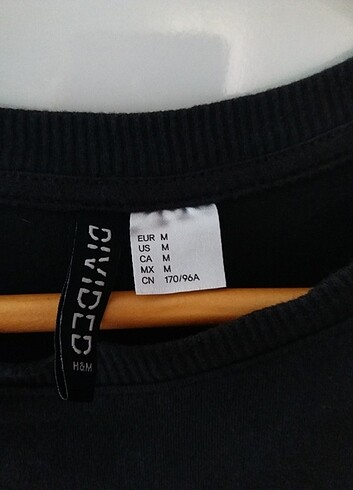 DIVIDED
H&M
EUR M
US M
CA M
MX M
CN 170/96A